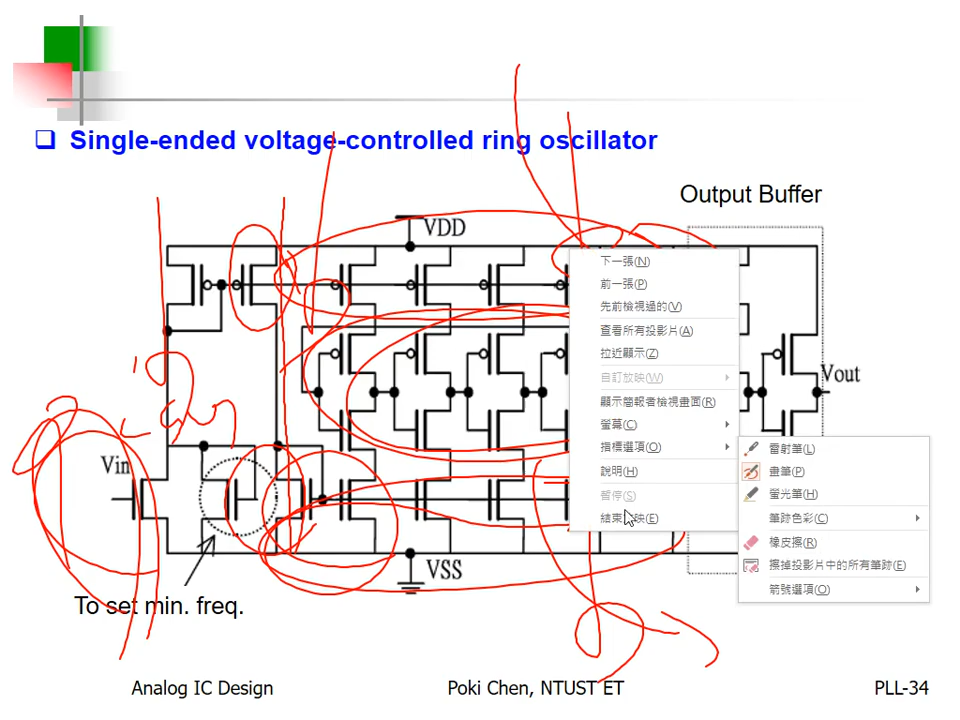 Single-ended voltage-controlled ring oscillator
Output Buffer
VDD
下一張(N)
前一張(P)
先前檢視過的(V)
查看所有投影片(A)
拉近顯示(Z)
自訂放映(W)
顯示簡報者檢視畫面(R)
螢幕(C)
指標選項(O)
說明(H)
暫停(S)
結束放映(E)
Vout
雷射筆(L)
畫筆(P)
螢光筆(H)
筆跡色彩(C)
橡皮擦(R)
擦掉投影片中的所有筆跡(E)
箭號選項(O)
Vin
VSS
To set min. freq.
Analog IC Design
Poki Chen, NTUST ET
PLL-34